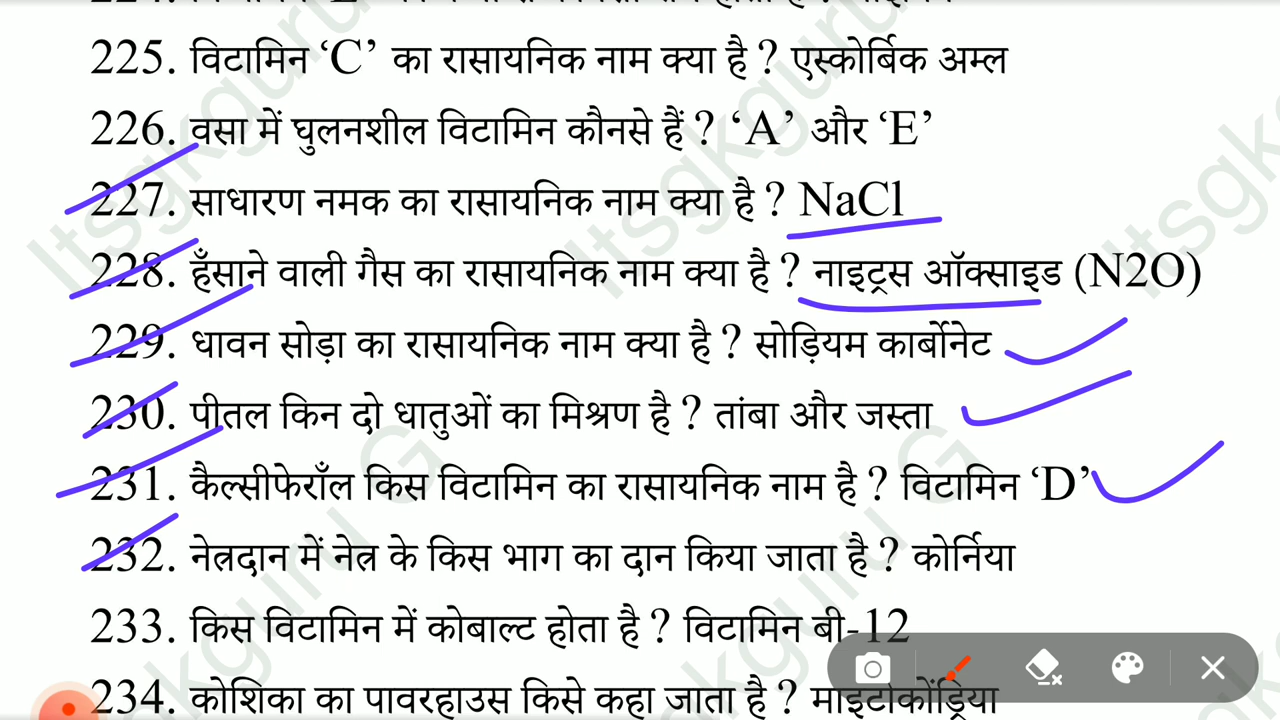 225. विटामिन ‘C’ का रासायनिक नाम क्या है ? एस्कोर्बिक अम्ल
226. वसा में घुलनशील विटामिन कौनसे हैं ? ‘A’ और ‘E’
227. साधारण नमक का रासायनिक नाम क्या है ? NaCl
228. हँसाने वाली गैस का रासायनिक नाम क्या है ? नाइट्रस ऑक्साइड (N2O)
229. धावन सोड़ा का रासायनिक नाम क्या है ? सोड़ियम कार्बोनेट
230. पीतल किन दो धातुओं का मिश्रण है ? तांबा और जस्ता
231. कैल्सीफेराँल किस विटामिन का रासायनिक नाम है ? विटामिन ‘D’
232. नेत्रदान में नेत्र के किस भाग का दान किया जाता है ? कोर्निया
233. किस विटामिन में कोबाल्ट होता है ? विटामिन बी-12
234. कोशिका का पावरहाउस किसे कहा जाता है ? माइटोकोंड्रिया
Itsgkguru G